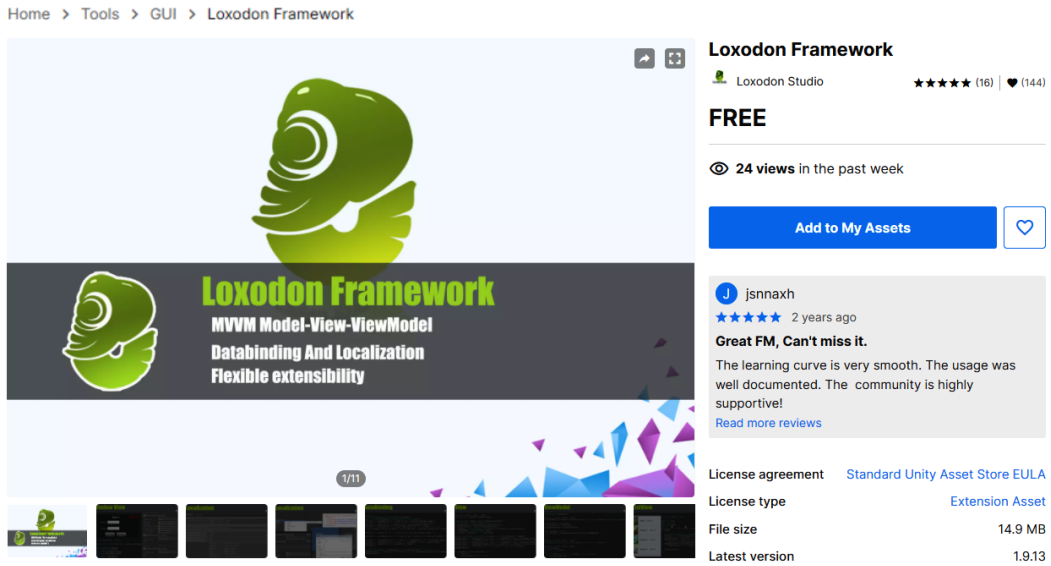 Home > Tools > GUI > Loxodon Framework
Loxodon Framework
MVVM Model-View-ViewModel
Databinding And Localization
Flexible extensibility
1/11
Loxodon Framework
Loxodon Studio
(16) (144)
FREE
24 views in the past week
Add to My Assets
J jsnnaxh
2 years ago
Great FM, Can't miss it.
The learning curve is very smooth. The usage was
well documented. The  community is highly
supportive!
Read more reviews
License agreement Standard Unity Asset Store EULA
License type Extension Asset
File size 14.9 MB
Latest version 1.9.13